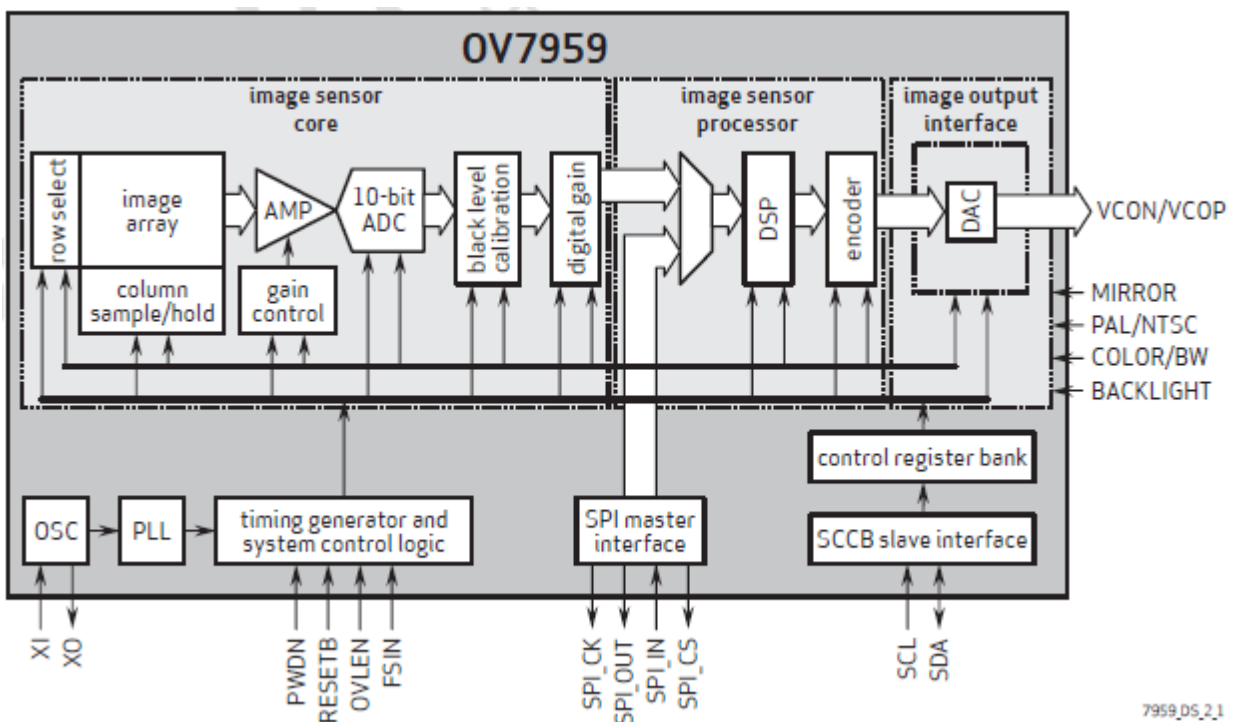 OV7959
image sensor
core
image sensor
processor
image output
interface
row select
image
array
column
sample/hold
AMP
gain
control
10-bit
ADC
black level
calibration
digital gain
DSP
encoder
DAC
VCON/VCOP
MIRROR
PAL/NTSC
COLOR/BW
BACKLIGHT
control register bank
SCCB slave interface
OSC
PLL
timing generator and
system control logic
SPI master
interface
XI
XO
PWDN
RESETB
OVLEN
FSIN
SPI_CK
SPI_OUT
SPI_IN
SPI_CS
SCL
SDA
7959_DS_2_1